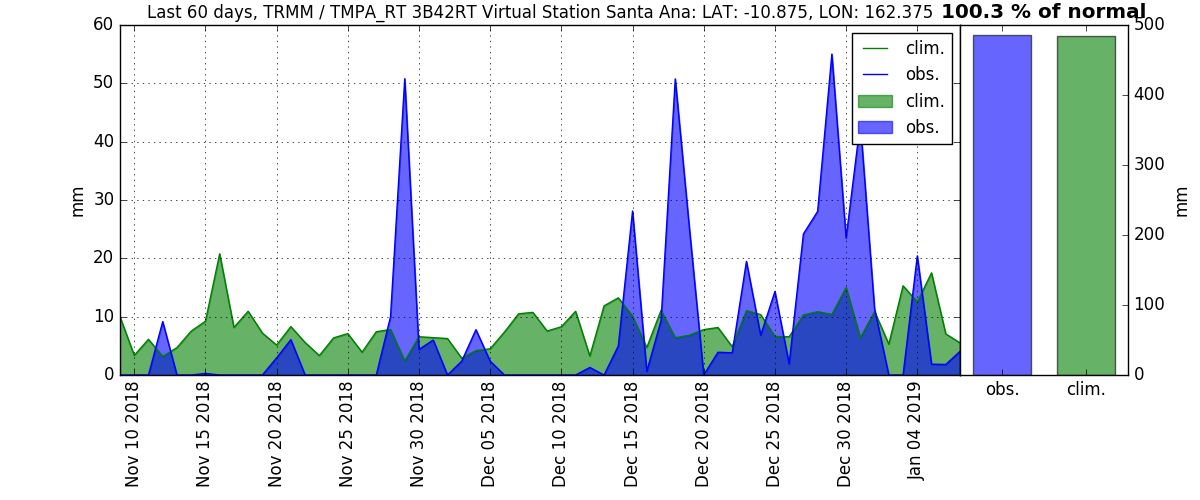 Last 60 days, TRMM / TMPA_RT 3B42RT Virtual Station Santa Ana: LAT: -10.875, LON: 162.375
100.3 % of normal
mm
60
50
40
30
20
10
0
clim.
obs.
clim.
obs.
500
400
300
200
100
0
mm
Nov 10 2018
Nov 15 2018
Nov 20 2018
Nov 25 2018
Nov 30 2018
Dec 05 2018
Dec 10 2018
Dec 15 2018
Dec 20 2018
Dec 25 2018
Dec 30 2018
Jan 04 2019
obs.
clim.